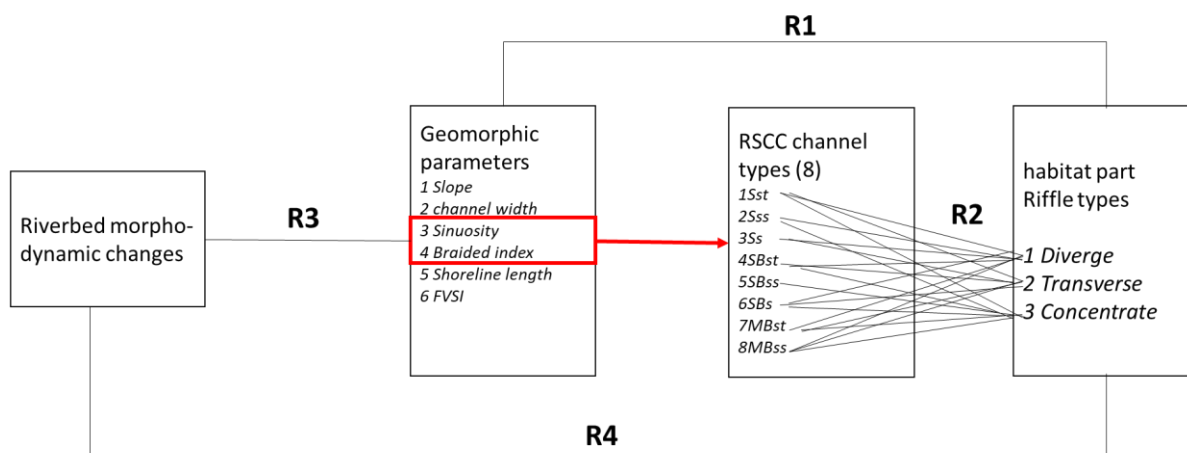 R1
Geomorphic
parameters
1 Slope
2 channel width
3 Sinuosity
4 Braided index
5 Shoreline length
6 FVSI
RSCC channel
types (8)
1Sst
2Sss
3Ss
4SBst
5SBss
6SBs
7MBst
8MBss
habitat part
Riffle types
1 Diverge
2 Transverse
3 Concentrate
Riverbed morpho-
dynamic changes
R3
R2
R4